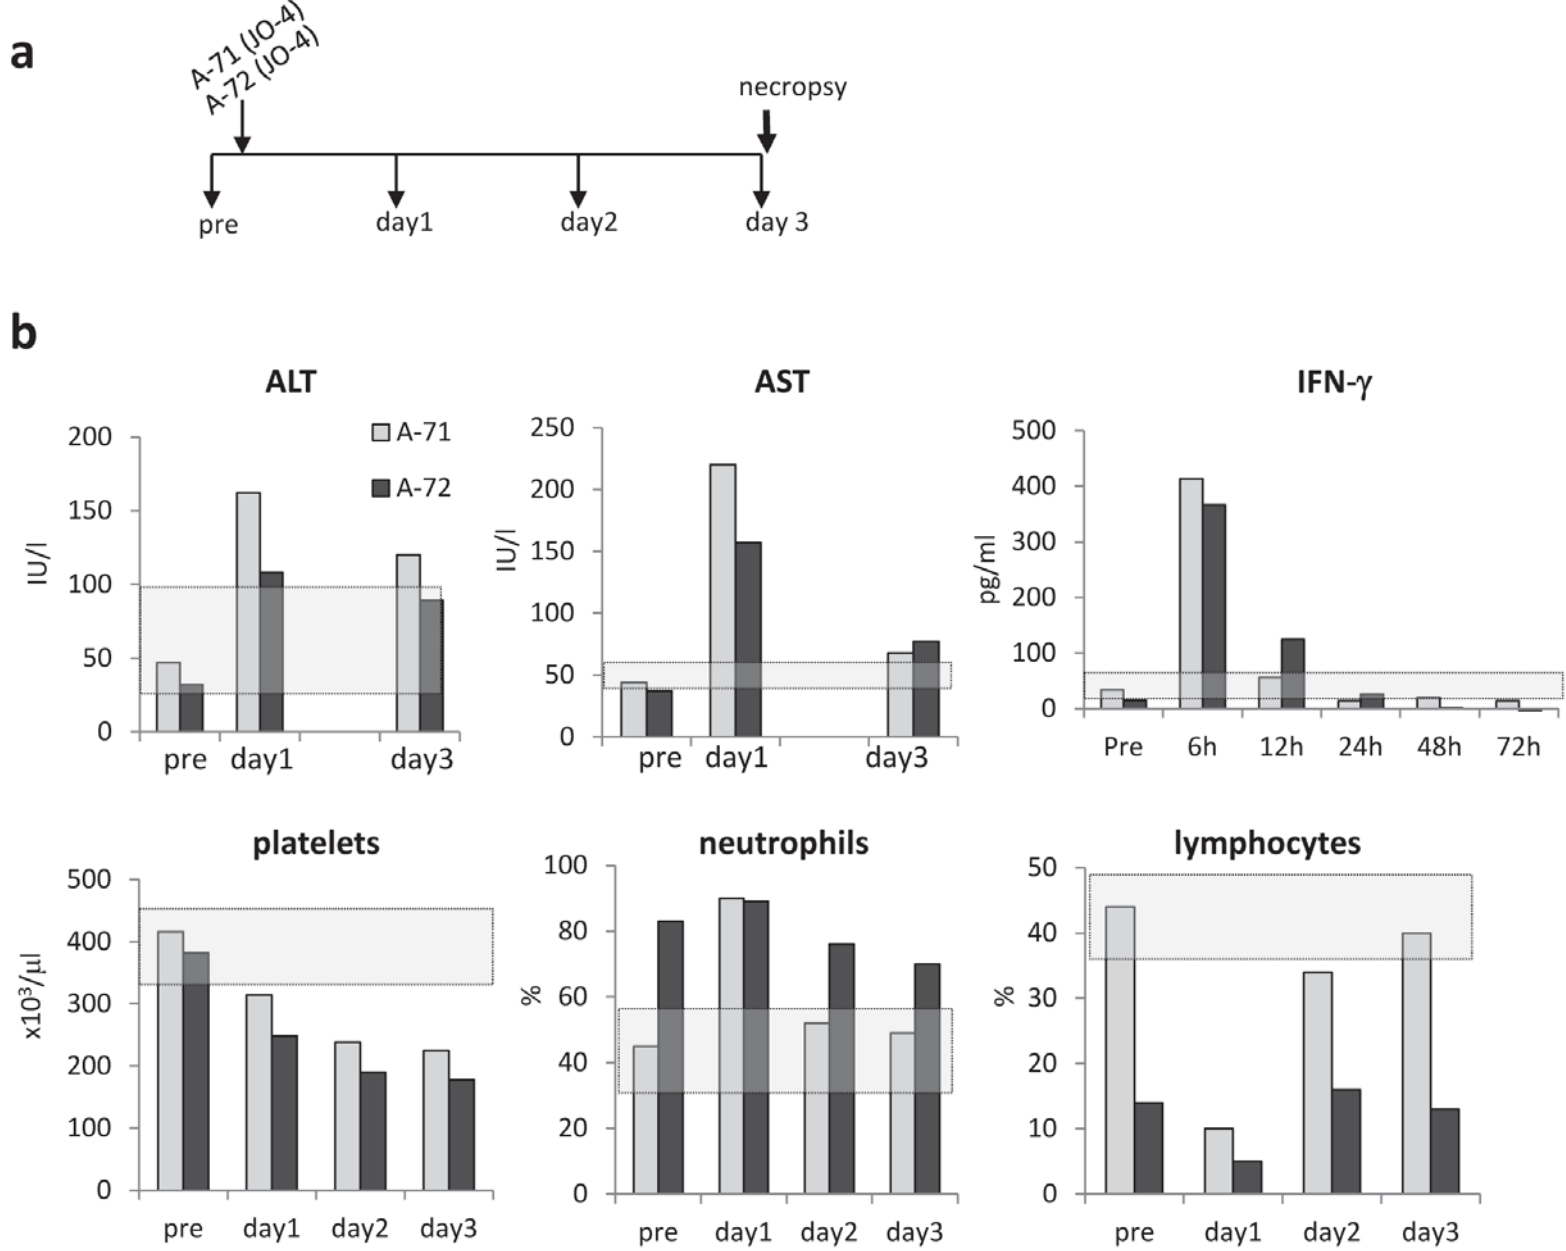 a
A-71 (JO-4)
A-72 (JO-4)
necropsy
pre day1 day2 day 3
b
ALT
A-71
A-72
IU/l
200
150
100
50
0
pre day1 day3
AST
IU/l
250
200
150
100
50
0
pre day1 day3
IFN-γ
pg/ml
500
400
300
200
100
0
Pre 6h 12h 24h 48h 72h
platelets
x10³/µl
500
400
300
200
100
0
pre day1 day2 day3
neutrophils
%
100
80
60
40
20
0
pre day1 day2 day3
lymphocytes
%
50
40
30
20
10
0
pre day1 day2 day3